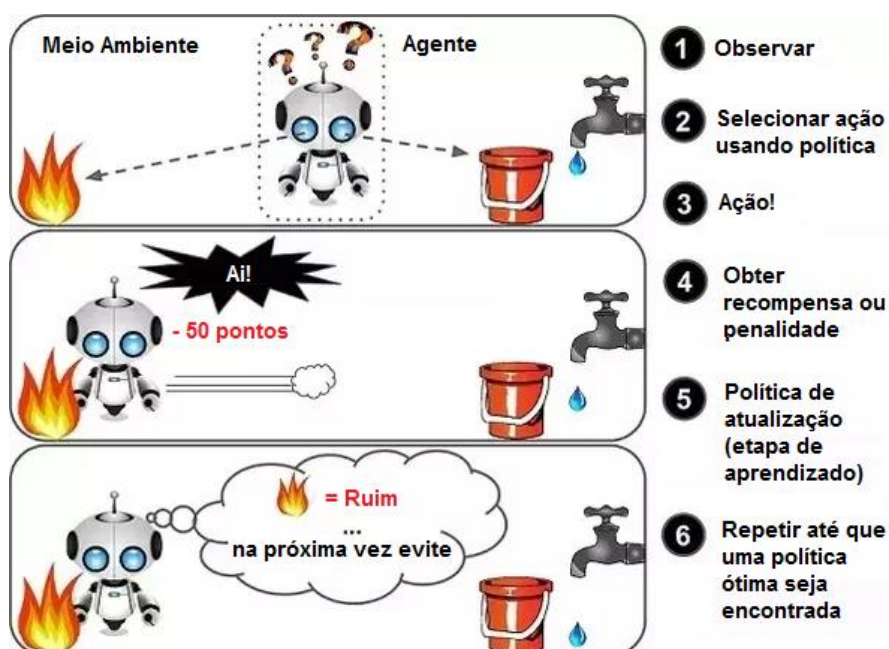 Meio Ambiente
Agente
? ? ?
Ai!
- 50 pontos
= Ruim
...
na próxima vez evite
1 Observar
2 Selecionar ação
usando política
3 Ação!
4 Obter
recompensa ou
penalidade
5 Política de
atualização
(etapa de
aprendizado)
6 Repetir até que
uma política
ótima seja
encontrada